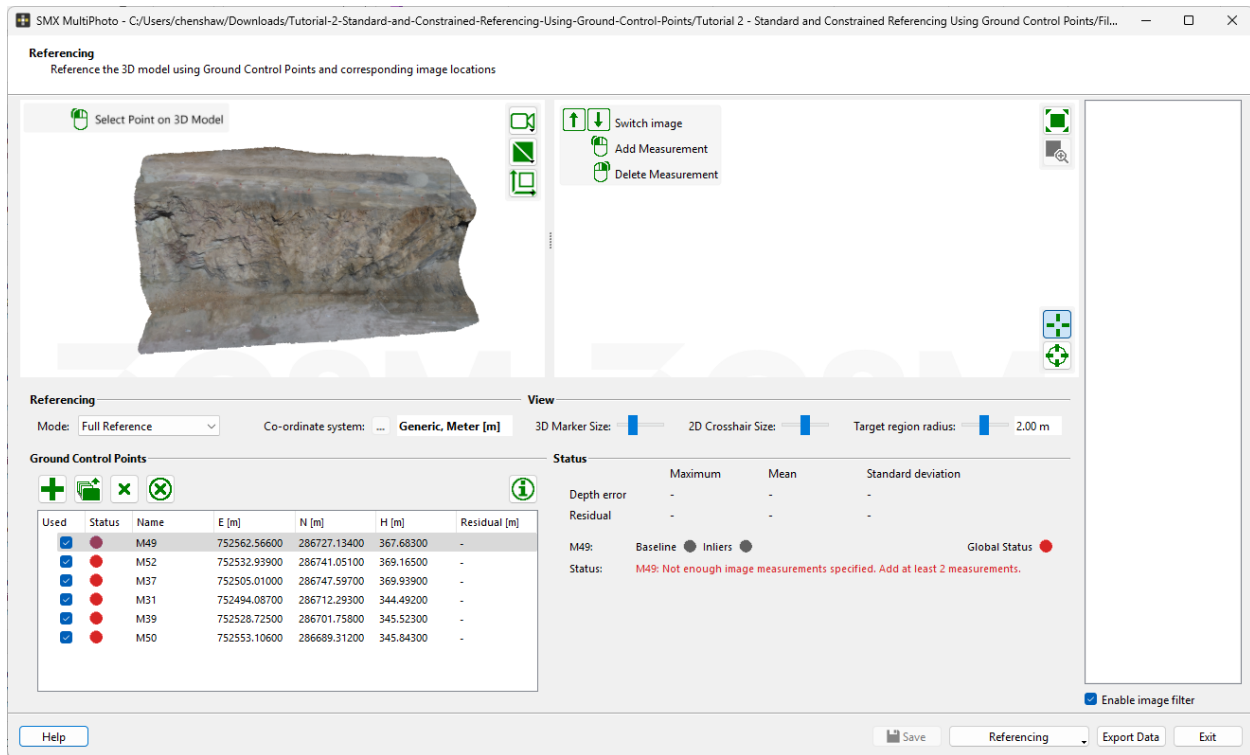 SMX MultiPhoto - C:/Users/chenshaw/Downloads/Tutorial-2-Standard-and-Constrained-Referencing-Using-Ground-Control-Points/Tutorial 2 - Standard and Constrained Referencing Using Ground Control Points/Fil...
Referencing
Reference the 3D model using Ground Control Points and corresponding image locations
Select Point on 3D Model
Switch image
Add Measurement
Delete Measurement
Referencing
Mode: Full Reference Co-ordinate system: ... Generic, Meter [m]
View
3D Marker Size: 2D Crosshair Size: Target region radius: 2.00 m
Ground Control Points
Used Status Name E [m] N [m] H [m] Residual [m]
M49 752562.56600 286727.13400 367.68300 -
M52 752532.93900 286741.05100 369.16500 -
M37 752505.01000 286747.59700 369.93900 -
M31 752494.08700 286712.29300 344.49200 -
M39 752528.72500 286701.75800 345.52300 -
M50 752553.10600 286689.31200 345.84300 -
Status
Maximum Mean Standard deviation
Depth error - - -
Residual - - -
M49: Baseline Inliers Global Status
Status: M49: Not enough image measurements specified. Add at least 2 measurements.
Enable image filter
Help Save Referencing Export Data Exit